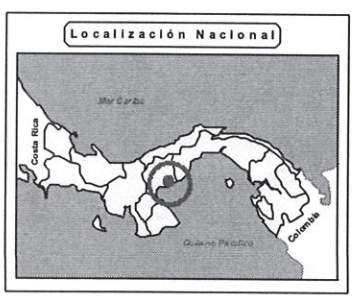 Localización Nacional
Mar Caribe
Costa Rica
Colombia
Océano Pacífico